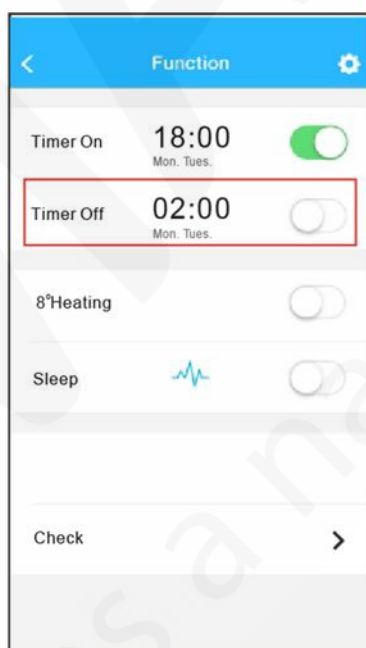 Function
Timer On 18:00
Mon. Tues.
Timer Off 02:00
Mon. Tues.
8°Heating
Sleep
Check